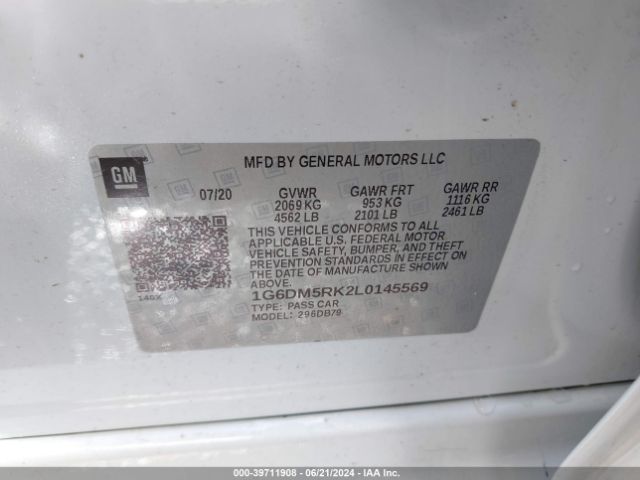 GM
MFD BY GENERAL MOTORS LLC
07/20 GVWR GAWR FRT GAWR RR
2069 KG 953 KG 1116 KG
4562 LB 2101 LB 2461 LB
THIS VEHICLE CONFORMS TO ALL
APPLICABLE U.S. FEDERAL MOTOR
VEHICLE SAFETY, BUMPER, AND THEFT
PREVENTION STANDARDS IN EFFECT
ON THE DATE OF MANUFACTURE SHOWN
ABOVE.
140X 1G6DM5RK2L0145569
TYPE: PASS CAR
MODEL: 296DB79
000-39711908 - 06/21/2024 - IAA Inc.